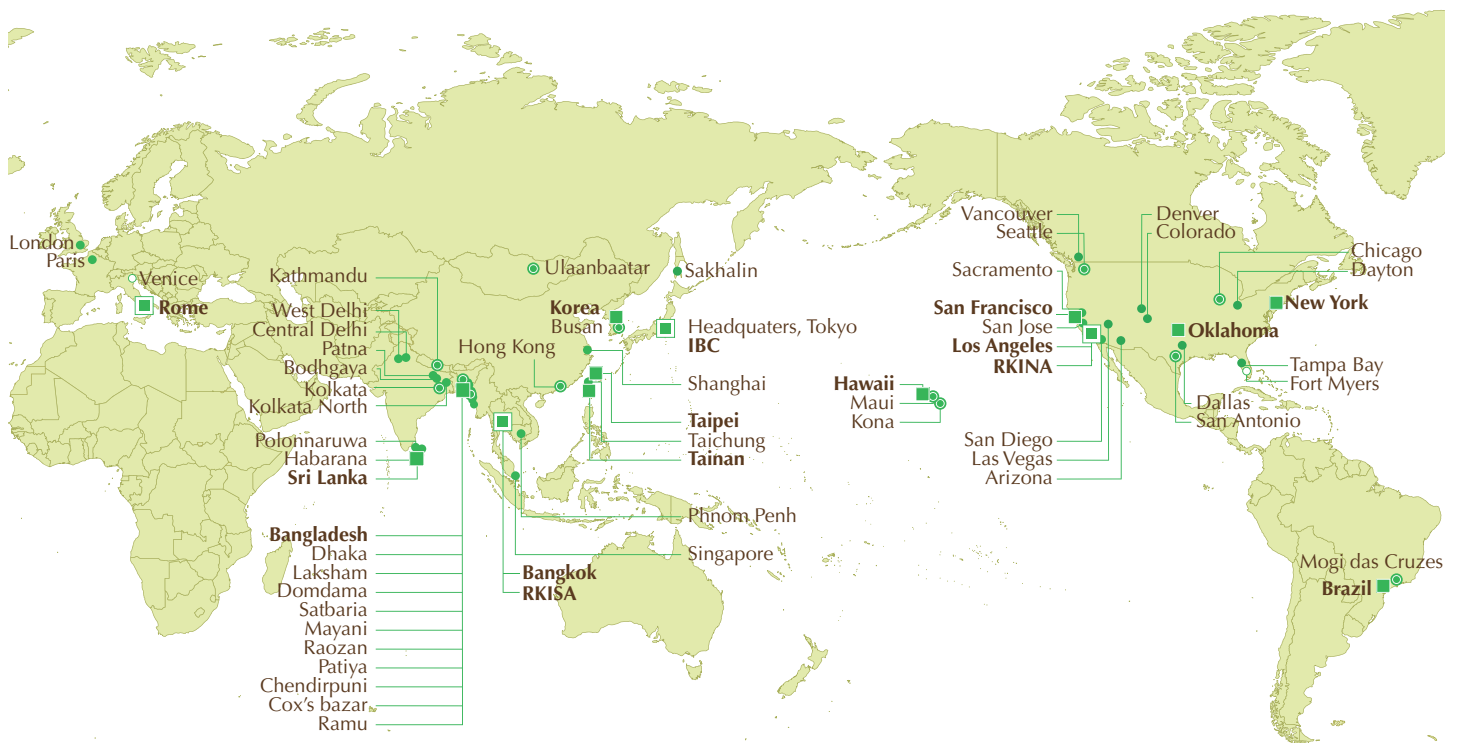 London
Paris
Venice
Rome
Kathmandu
West Delhi
Central Delhi
Patna
Bodhgaya
Kolkata
Kolkata North
Polonnaruwa
Habarana
Sri Lanka
Bangladesh
Dhaka
Laksham
Domdama
Satbaria
Mayani
Raozan
Patiya
Chendirpuni
Cox's bazar
Ramu
Ulaanbaatar
Sakhalin
Korea
Busan
Headquaters, Tokyo
IBC
Hong Kong
Shanghai
Taipei
Taichung
Tainan
Phnom Penh
Singapore
Bangkok
RKISA
Hawaii
Maui
Kona
Vancouver
Seattle
Sacramento
San Francisco
San Jose
Los Angeles
RKINA
San Diego
Las Vegas
Arizona
Denver
Colorado
Chicago
Dayton
New York
Oklahoma
Tampa Bay
Fort Myers
Dallas
San Antonio
Mogi das Cruzes
Brazil